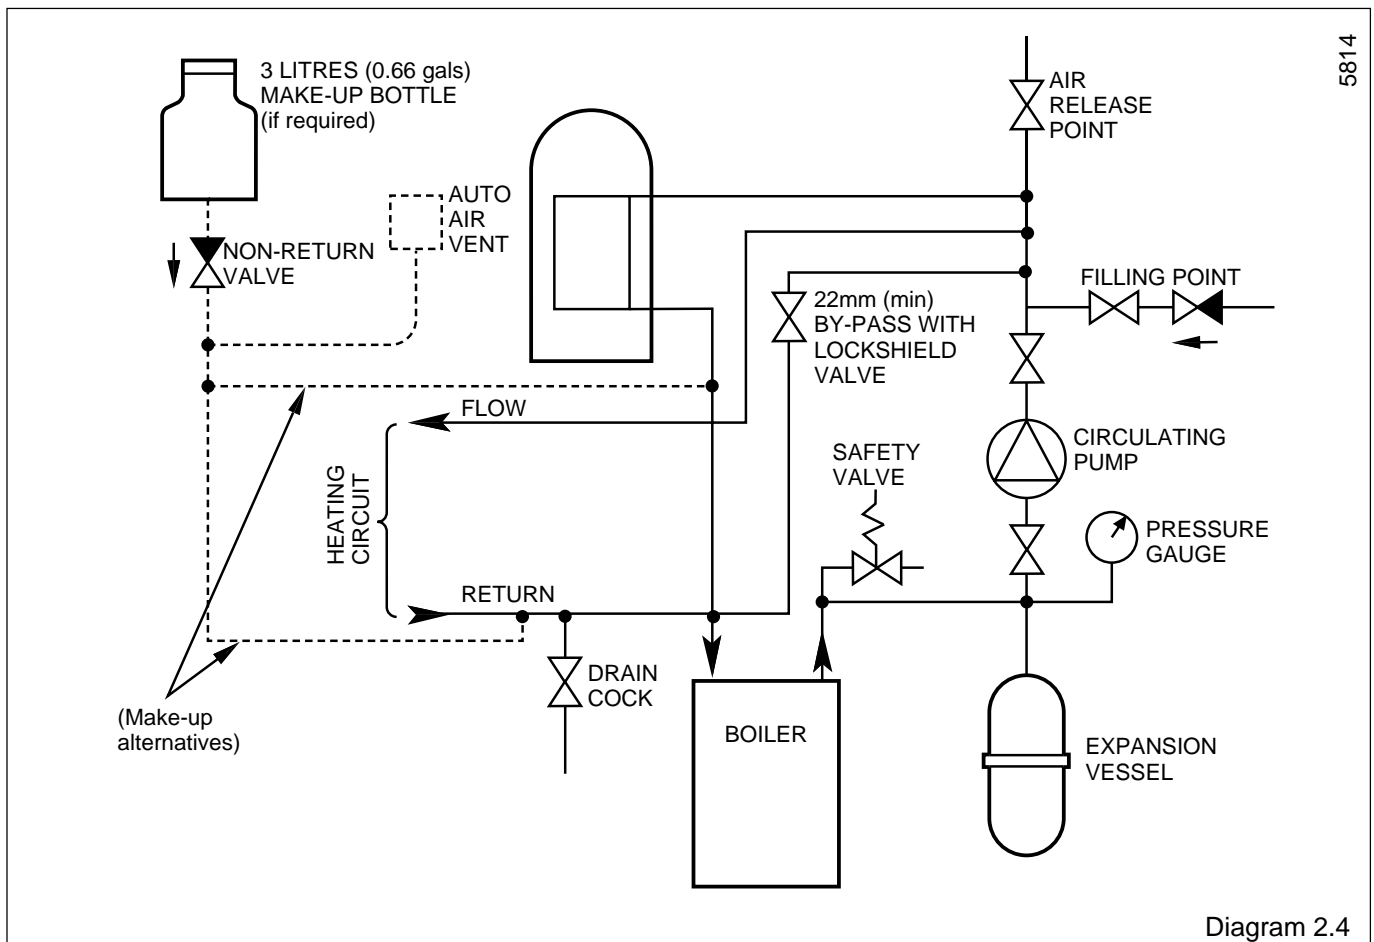 5814
3 LITRES (0.66 gals)
MAKE-UP BOTTLE
(if required)
AIR
RELEASE
POINT
AUTO
AIR
VENT
NON-RETURN
VALVE
FILLING POINT
22mm (min)
BY-PASS WITH
LOCKSHIELD
VALVE
FLOW
CIRCULATING
PUMP
SAFETY
VALVE
HEATING
CIRCUIT
PRESSURE
GAUGE
RETURN
DRAIN
COCK
(Make-up
alternatives)
BOILER
EXPANSION
VESSEL
Diagram 2.4